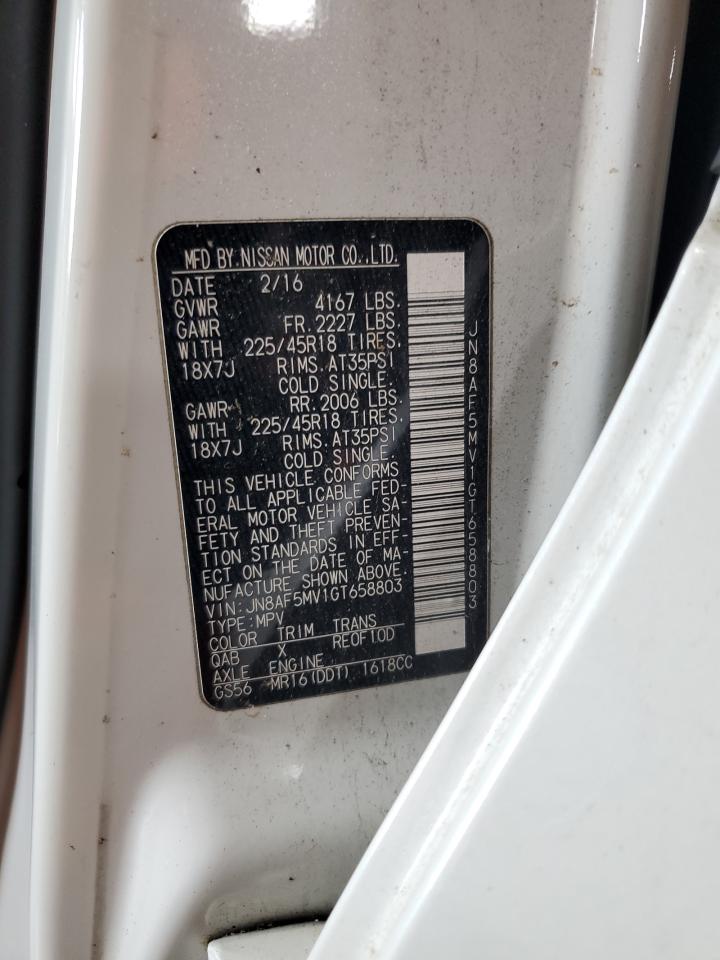 MFD BY NISSAN MOTOR CO.,LTD.
DATE 2/16
GVWR 4167 LBS.
GAWR FR. 2227 LBS.
WITH 225/45R18 TIRES.
18X7J RIMS. AT35PSI
COLD SINGLE.
GAWR RR. 2006 LBS.
WITH 225/45R18 TIRES.
18X7J RIMS. AT35PSI
COLD SINGLE.
THIS VEHICLE CONFORMS
TO ALL APPLICABLE FED-
ERAL MOTOR VEHICLE SA-
FETY AND THEFT PREVEN-
TION STANDARDS IN EFF-
ECT ON THE DATE OF MA-
NUFACTURE SHOWN ABOVE.
VIN: JN8AF5MV1GT658803
TYPE: MPV
COLOR TRIM TRANS
QAB X RE0F10D
AXLE ENGINE
GS56 MR16(DDT) 1618CC
JN8AF5MV1GT658803